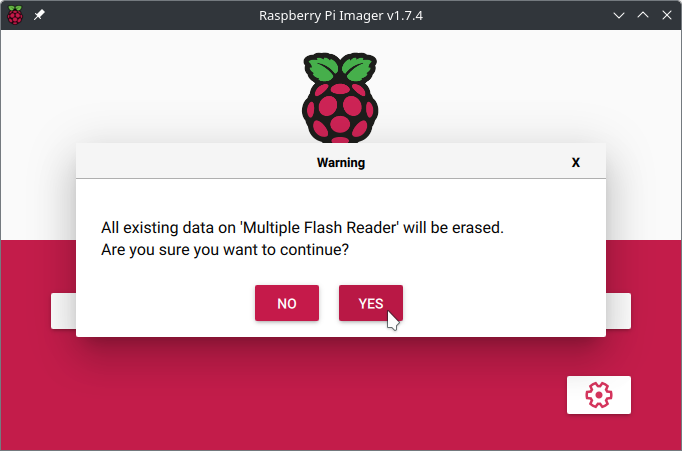 Raspberry Pi Imager v1.7.4
Warning
X
All existing data on 'Multiple Flash Reader' will be erased.
Are you sure you want to continue?
NO
YES